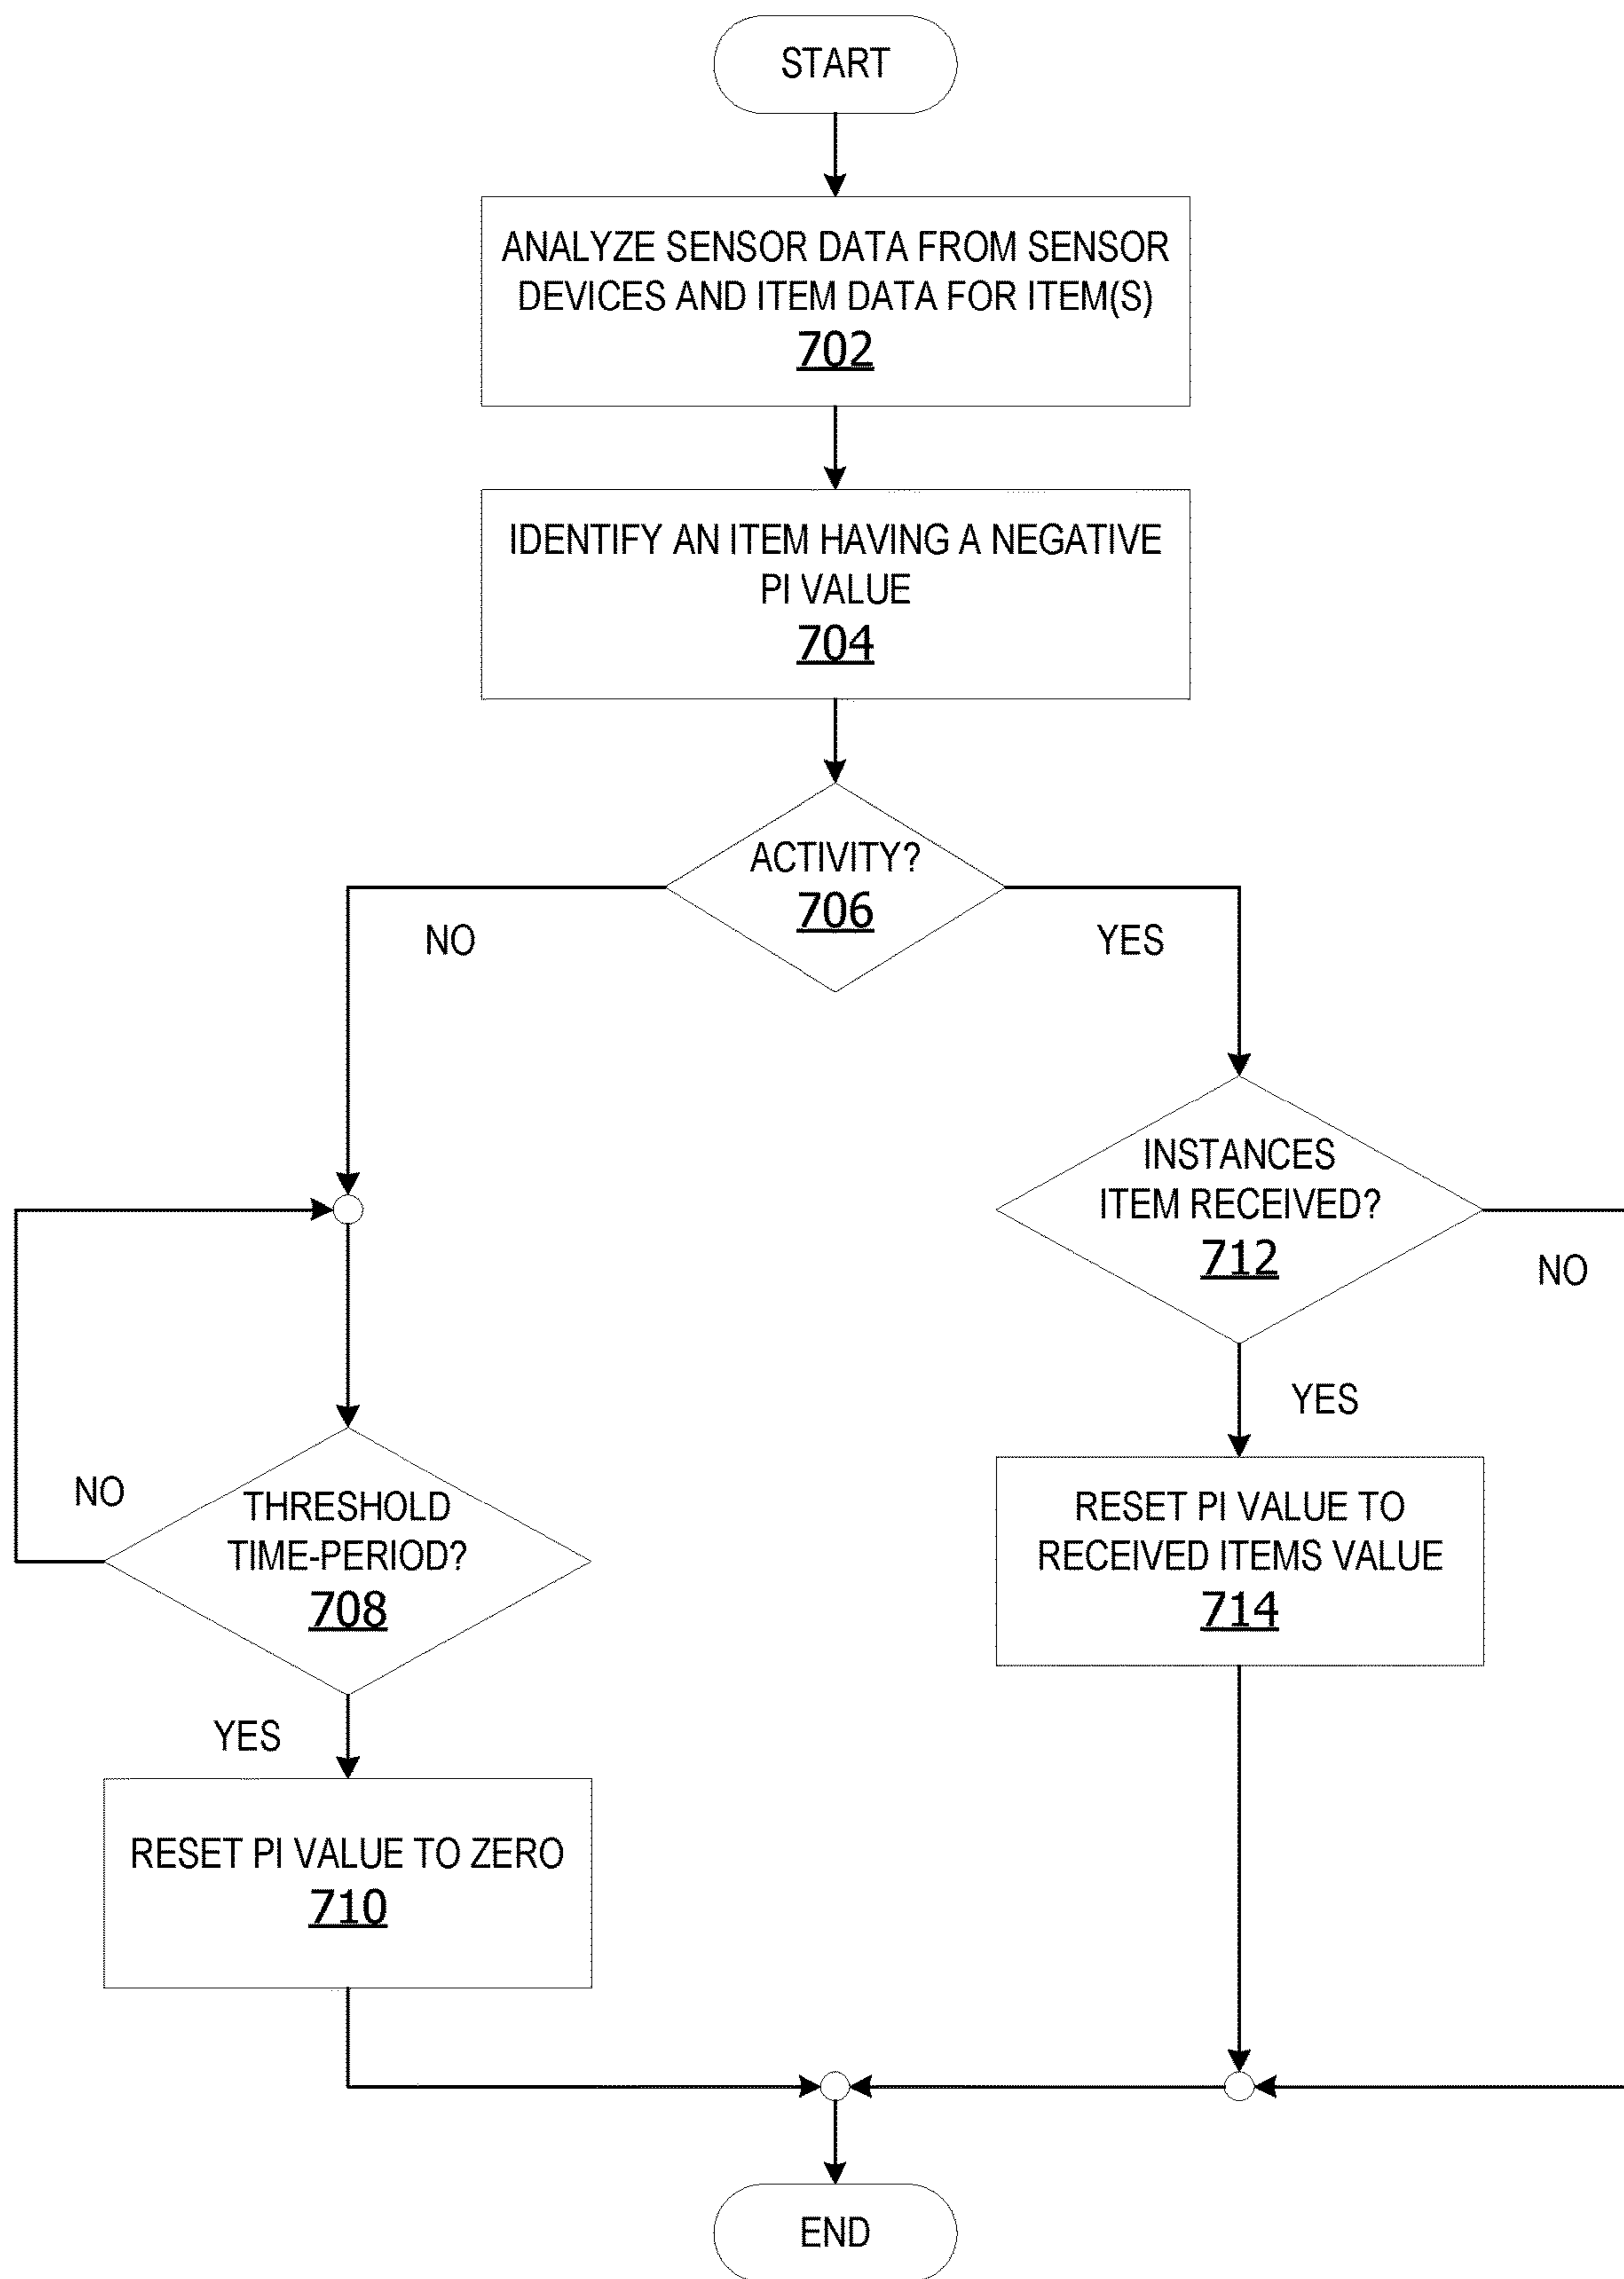 START
ANALYZE SENSOR DATA FROM SENSOR
DEVICES AND ITEM DATA FOR ITEM(S)
702
IDENTIFY AN ITEM HAVING A NEGATIVE
PI VALUE
704
ACTIVITY?
706
NO
YES
INSTANCES
ITEM RECEIVED?
712
NO
YES
NO
THRESHOLD
TIME-PERIOD?
708
RESET PI VALUE TO
RECEIVED ITEMS VALUE
714
YES
RESET PI VALUE TO ZERO
710
END